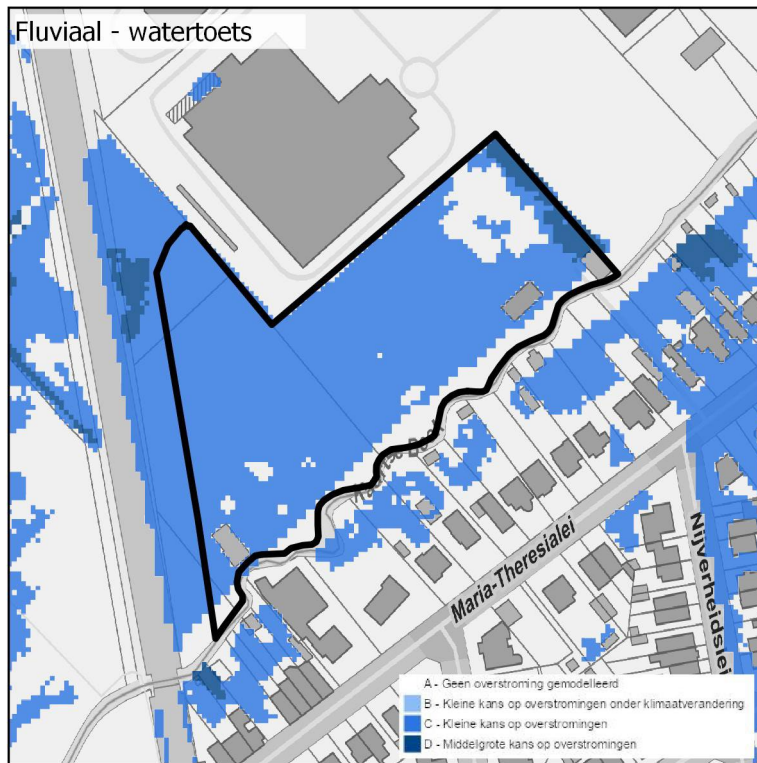 Fluviaal - watertoets
Maria-Theresialei
Nijverheidslei
A - Geen overstroming gemodelleerd
B - Kleine kans op overstromingen onder klimaatverandering
C - Kleine kans op overstromingen
D - Middelgrote kans op overstromingen